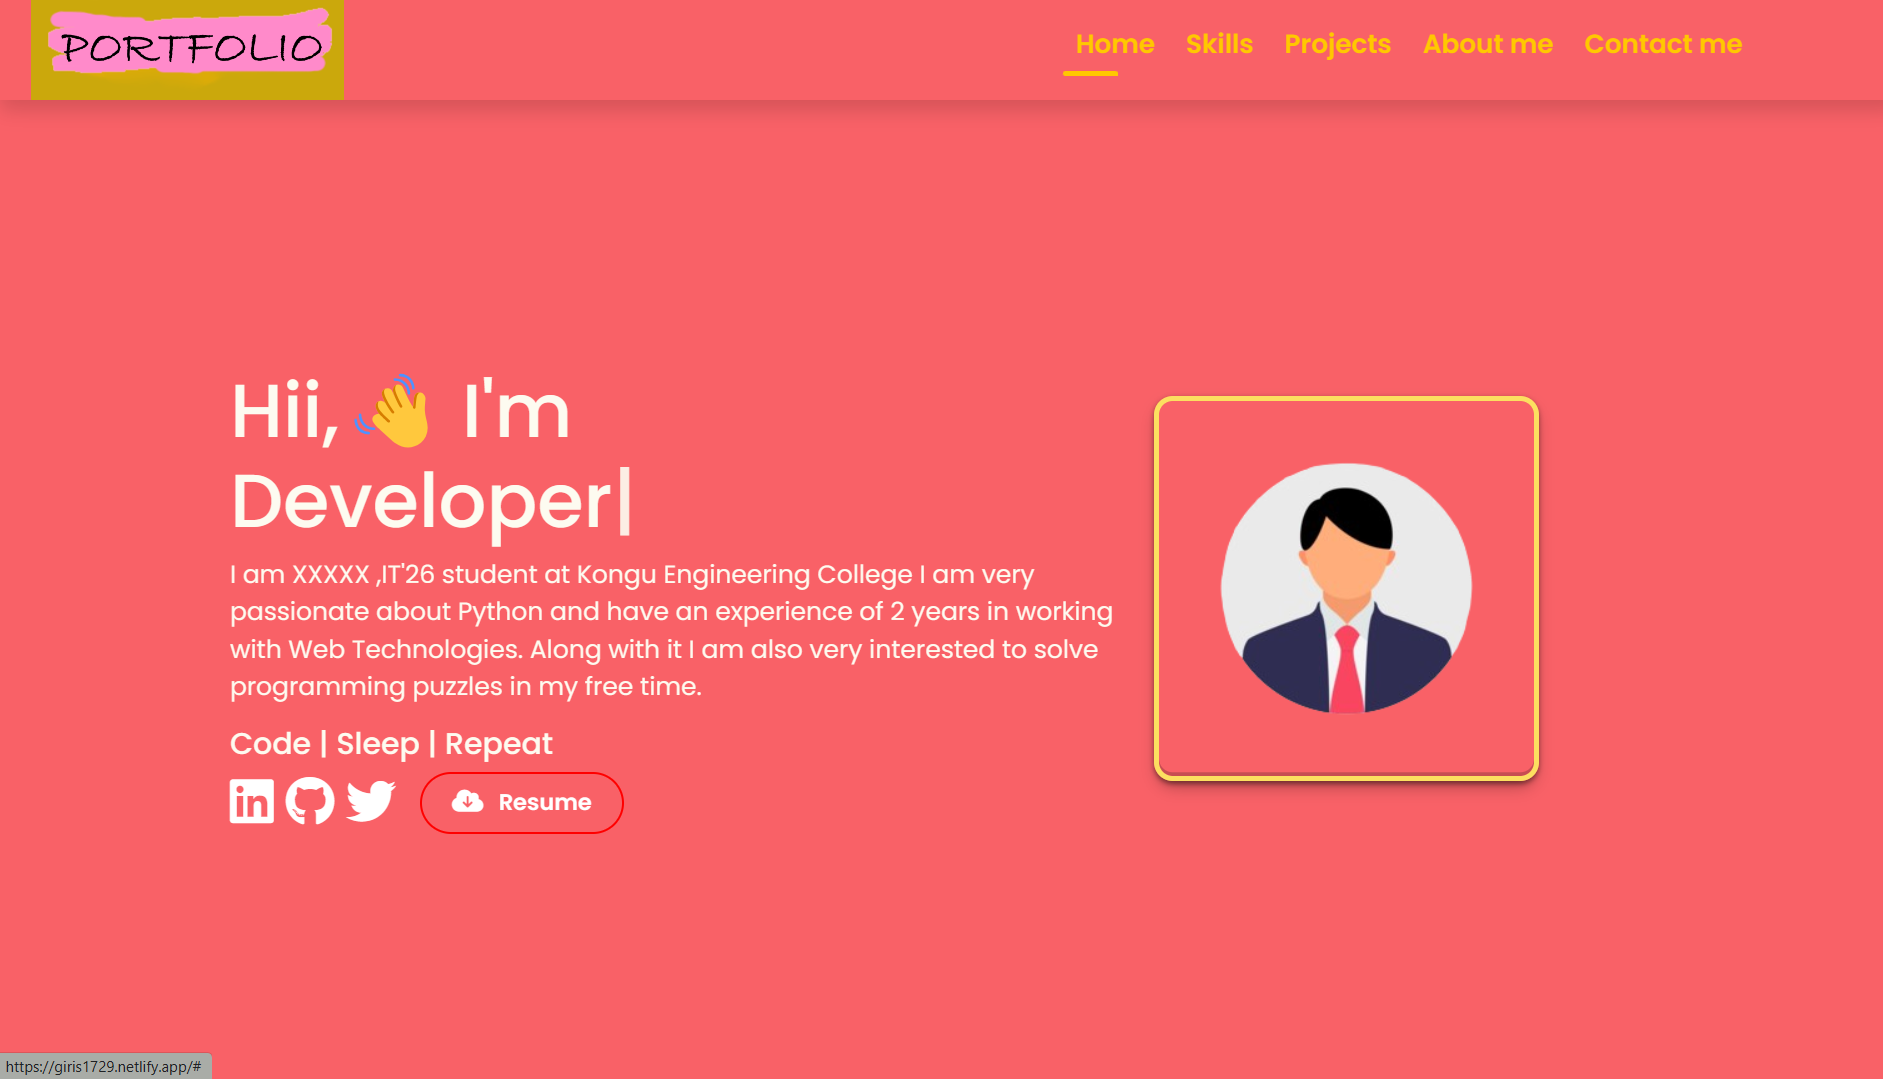 PORTFOLIO
Home Skills Projects About me Contact me
Hii, 👋 I'm
Developer|
I am XXXXX ,IT'26 student at Kongu Engineering College I am very
passionate about Python and have an experience of 2 years in working
with Web Technologies. Along with it I am also very interested to solve
programming puzzles in my free time.
Code | Sleep | Repeat
in Resume
https://giris1729.netlify.app/#